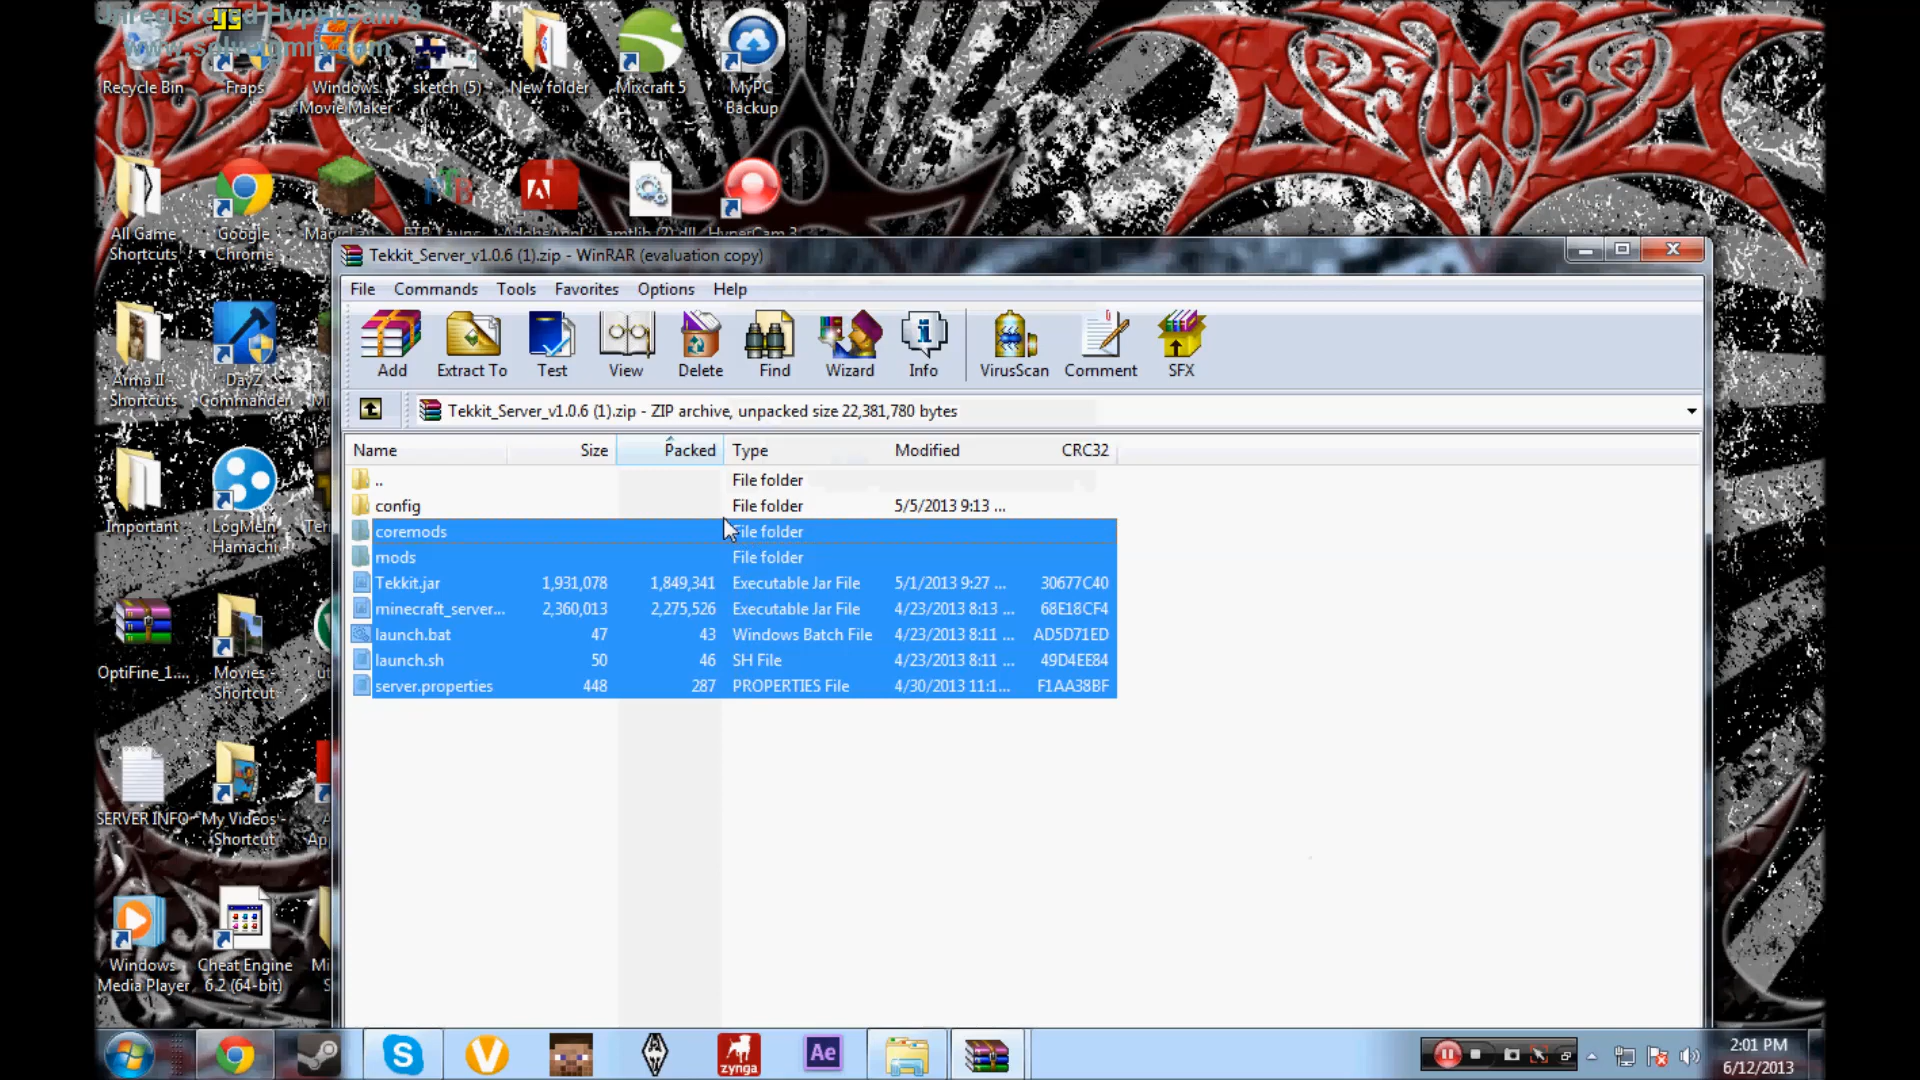 Unregistered HyperCam 3
www.solveigmm.com
Recycle Bin
Fraps
Windows Movie Maker
sketch (5)
New folder
Mixcraft 5
MyPC Backup
All Game Shortcuts
Google Chrome
HyperCam 3
Tekkit_Server_v1.0.6 (1).zip - WinRAR (evaluation copy)
File Commands Tools Favorites Options Help
Add Extract To Test View Delete Find Wizard Info VirusScan Comment SFX
Tekkit_Server_v1.0.6 (1).zip - ZIP archive, unpacked size 22,381,780 bytes
Name Size Packed Type Modified CRC32
.. File folder
config File folder 5/5/2013 9:13 ...
coremods File folder
mods File folder
Tekkit.jar 1,931,078 1,849,341 Executable Jar File 5/1/2013 9:27 ... 30677C40
minecraft_server... 2,360,013 2,275,526 Executable Jar File 4/23/2013 8:13 ... 68E18CF4
launch.bat 47 43 Windows Batch File 4/23/2013 8:11 ... AD5D71ED
launch.sh 50 46 SH File 4/23/2013 8:11 ... 49D4EE84
server.properties 448 287 PROPERTIES File 4/30/2013 11:1... F1AA38BF
Arma II - Shortcuts
DayZ Commander
Important
LogMeIn Hamachi
OptiFine_1....
Movies - Shortcut
SERVER INFO
My Videos - Shortcut
Windows Media Player
Cheat Engine 6.2 (64-bit)
zynga
Ae
2:01 PM
6/12/2013